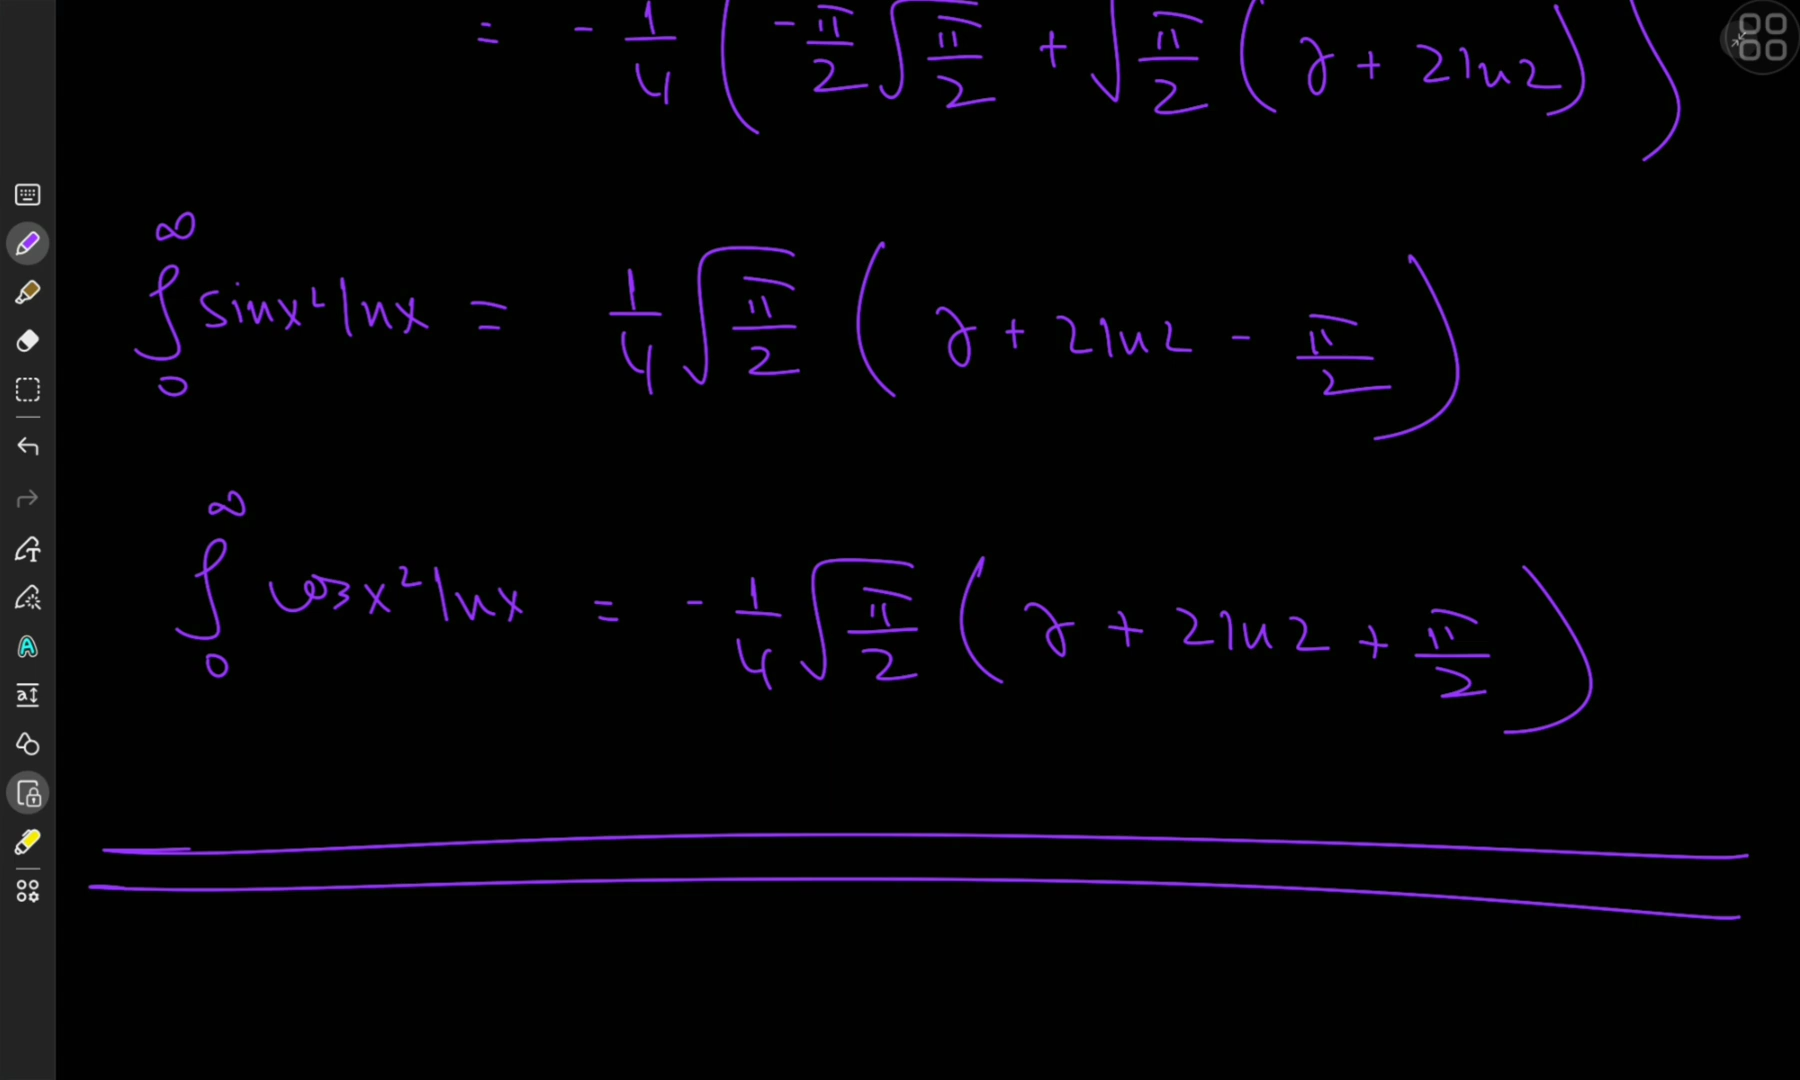 = - 1/4 ( - π/2 √(π/2) + √(π/2) ( γ + 2ln2 ) )
∫₀^∞ sinx² lnx = 1/4 √(π/2) ( γ + 2ln2 - π/2 )
∫₀^∞ cosx² lnx = - 1/4 √(π/2) ( γ + 2ln2 + π/2 )